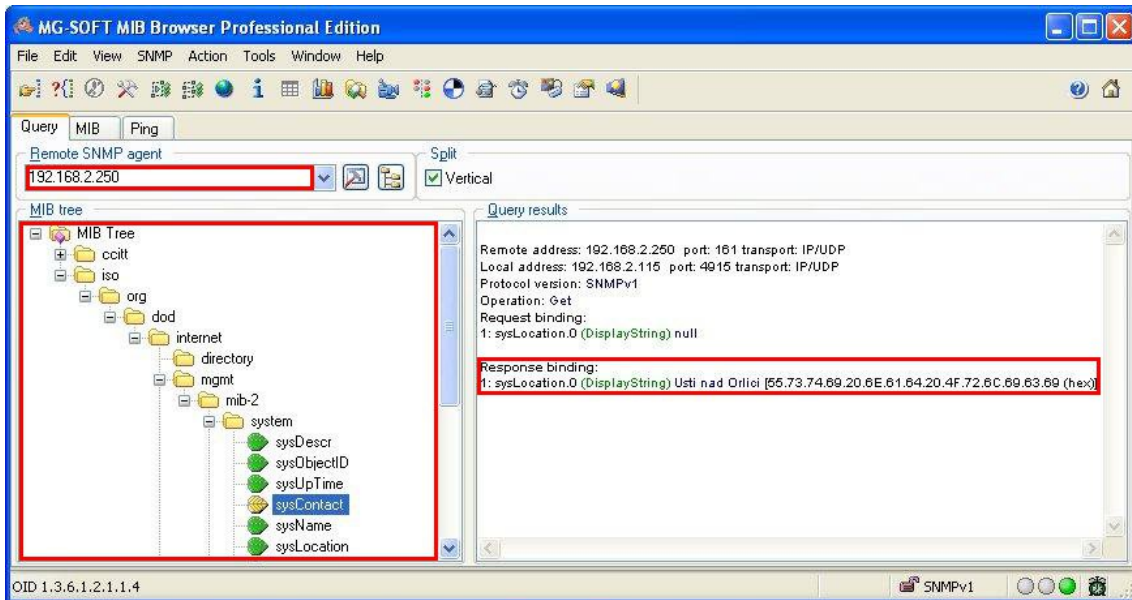 MG-SOFT MIB Browser Professional Edition
File Edit View SNMP Action Tools Window Help
Query MIB Ping
Remote SNMP agent
192.168.2.250
Split
Vertical
MIB tree
MIB Tree
ccitt
iso
org
dod
internet
directory
mgmt
mib-2
system
sysDescr
sysObjectID
sysUpTime
sysContact
sysName
sysLocation
Query results
Remote address: 192.168.2.250 port: 161 transport: IP/UDP
Local address: 192.168.2.115 port: 4915 transport: IP/UDP
Protocol version: SNMPv1
Operation: Get
Request binding:
1: sysLocation.0 (DisplayString) null
Response binding:
1: sysLocation.0 (DisplayString) Usti nad Orlici [55.73.74.69.20.6E.61.64.20.4F.72.6C.69.63.69 (hex)]
OID 1.3.6.1.2.1.1.4
SNMPv1